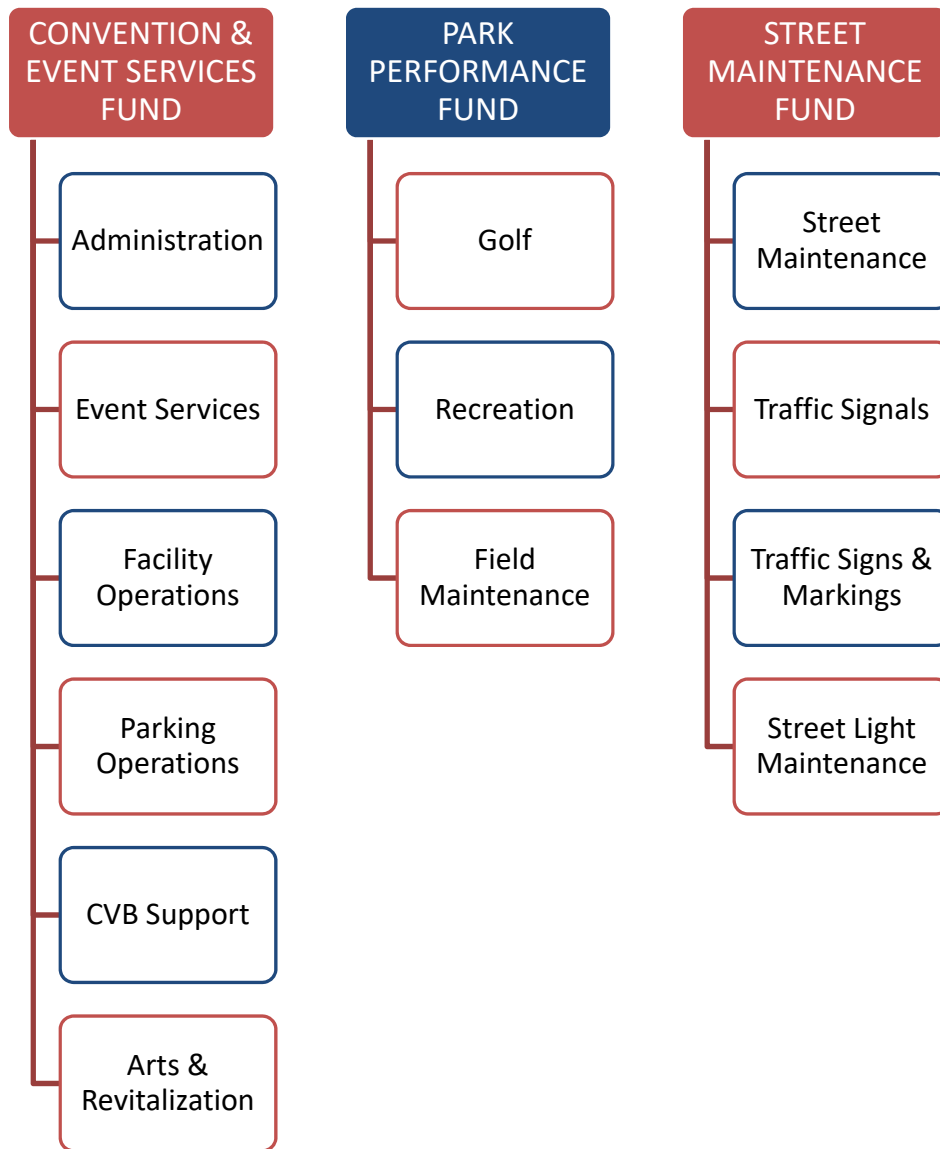 CONVENTION &
EVENT SERVICES
FUND
Administration
Event Services
Facility
Operations
Parking
Operations
CVB Support
Arts &
Revitalization
PARK
PERFORMANCE
FUND
Golf
Recreation
Field
Maintenance
STREET
MAINTENANCE
FUND
Street
Maintenance
Traffic Signals
Traffic Signs &
Markings
Street Light
Maintenance